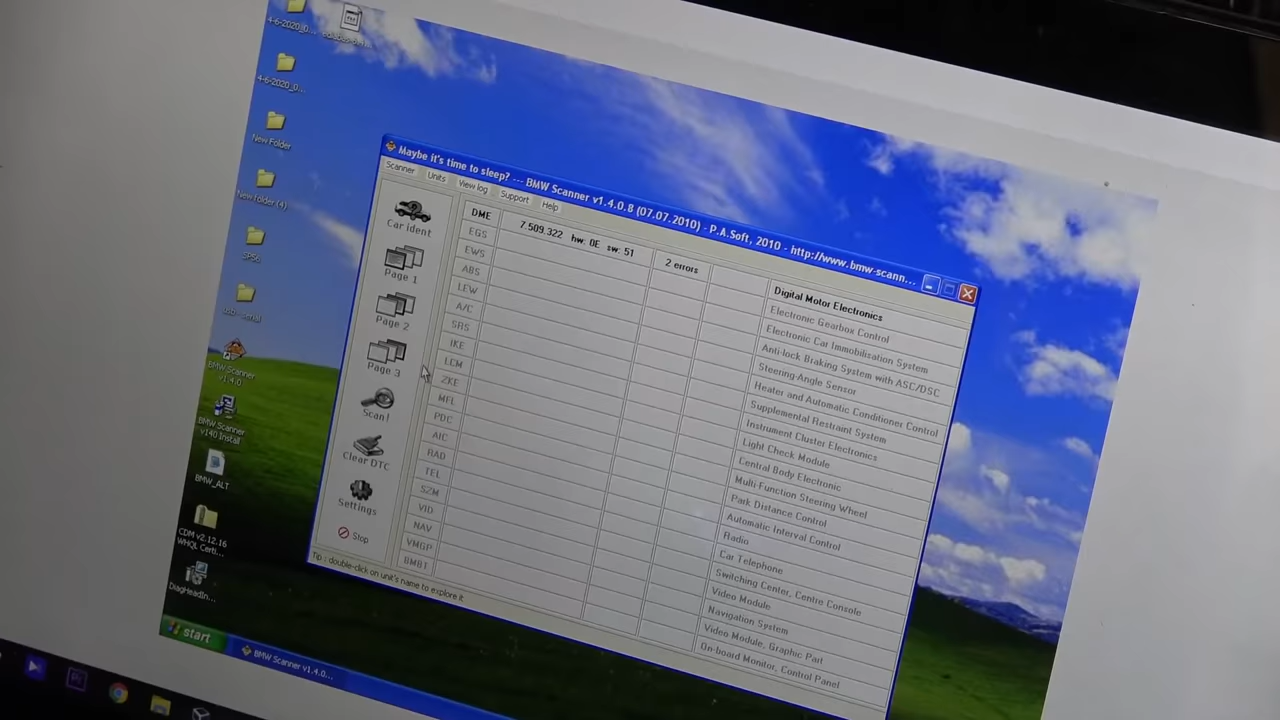 4-6-2020_0...
4-6-2020_0...
New Folder
New folder (4)
BMW Scanner
v1.4.0
BMW Scanner
v140 Install
BMW_ALT
CDM v2.12.16
WHQL Certi...
DiagHeadIn...
start
BMW Scanner v1.4.0...
Maybe it's time to sleep? --- BMW Scanner v1.4.0.8 (07.07.2010) - P.A.Soft, 2010 - http://www.bmw-scann...
Scanner Units View log Support Help
Car ident
Page 1
Page 2
Page 3
Scan!
Clear DTC
Settings
Stop
DME 7.509.322 hw: 0E sw: 51 2 errors Digital Motor Electronics
EGS Electronic Gearbox Control
EWS Electronic Car Immobilisation System
ABS Anti-lock Braking System with ASC/DSC
LEW Steering-Angle Sensor
A/C Heater and Automatic Conditioner Control
SRS Supplemental Restraint System
IKE Instrument Cluster Electronics
LCM Light Check Module
ZKE Central Body Electronic
MFL Multi-Function Steering Wheel
PDC Park Distance Control
AIC Automatic Interval Control
RAD Radio
TEL Car Telephone
SZM Switching Center, Centre Console
VID Video Module
NAV Navigation System
VMGP Video Module, Graphic Part
BMBT On-board Monitor, Control Panel
Tip : double-click on unit's name to explore it